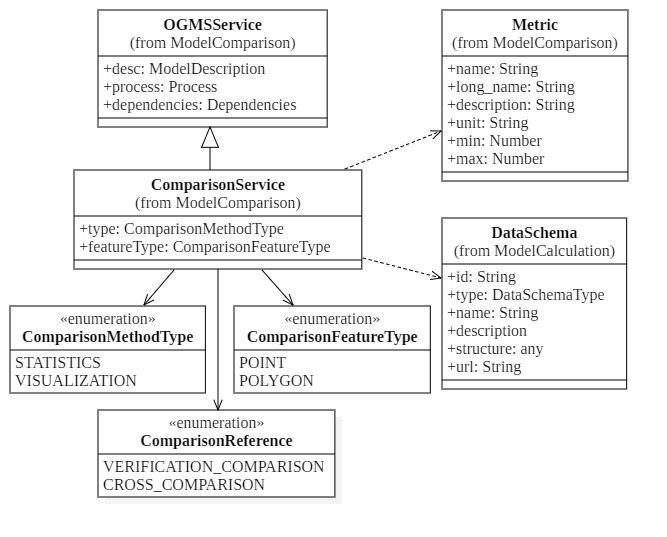 OGMSService
(from ModelComparison)
+desc: ModelDescription
+process: Process
+dependencies: Dependencies
Metric
(from ModelComparison)
+name: String
+long_name: String
+description: String
+unit: String
+min: Number
+max: Number
ComparisonService
(from ModelComparison)
+type: ComparisonMethodType
+featureType: ComparisonFeatureType
DataSchema
(from ModelCalculation)
+id: String
+type: DataSchemaType
+name: String
+description
+structure: any
+url: String
«enumeration»
ComparisonMethodType
STATISTICS
VISUALIZATION
«enumeration»
ComparisonFeatureType
POINT
POLYGON
«enumeration»
ComparisonReference
VERIFICATION_COMPARISON
CROSS_COMPARISON